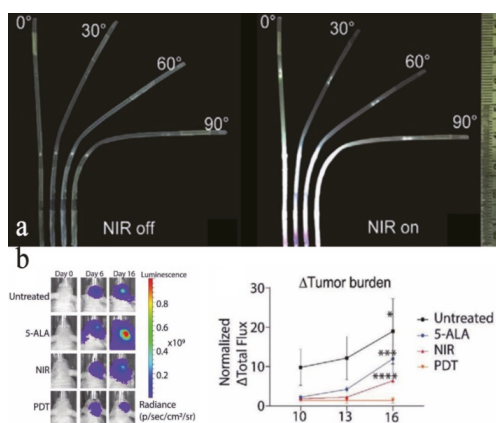 0°
30°
60°
90°
NIR off
0°
30°
60°
90°
NIR on
a
b
Day 0 Day 6 Day 16
Untreated
5-ALA
NIR
PDT
Luminescence
0.8
0.6
×10⁹
0.4
0.2
Radiance
(p/sec/cm²/sr)
ΔTumor burden
Normalized
ΔTotal Flux
30
20
10
0
10 13 16
*
***
****
Untreated
5-ALA
NIR
PDT